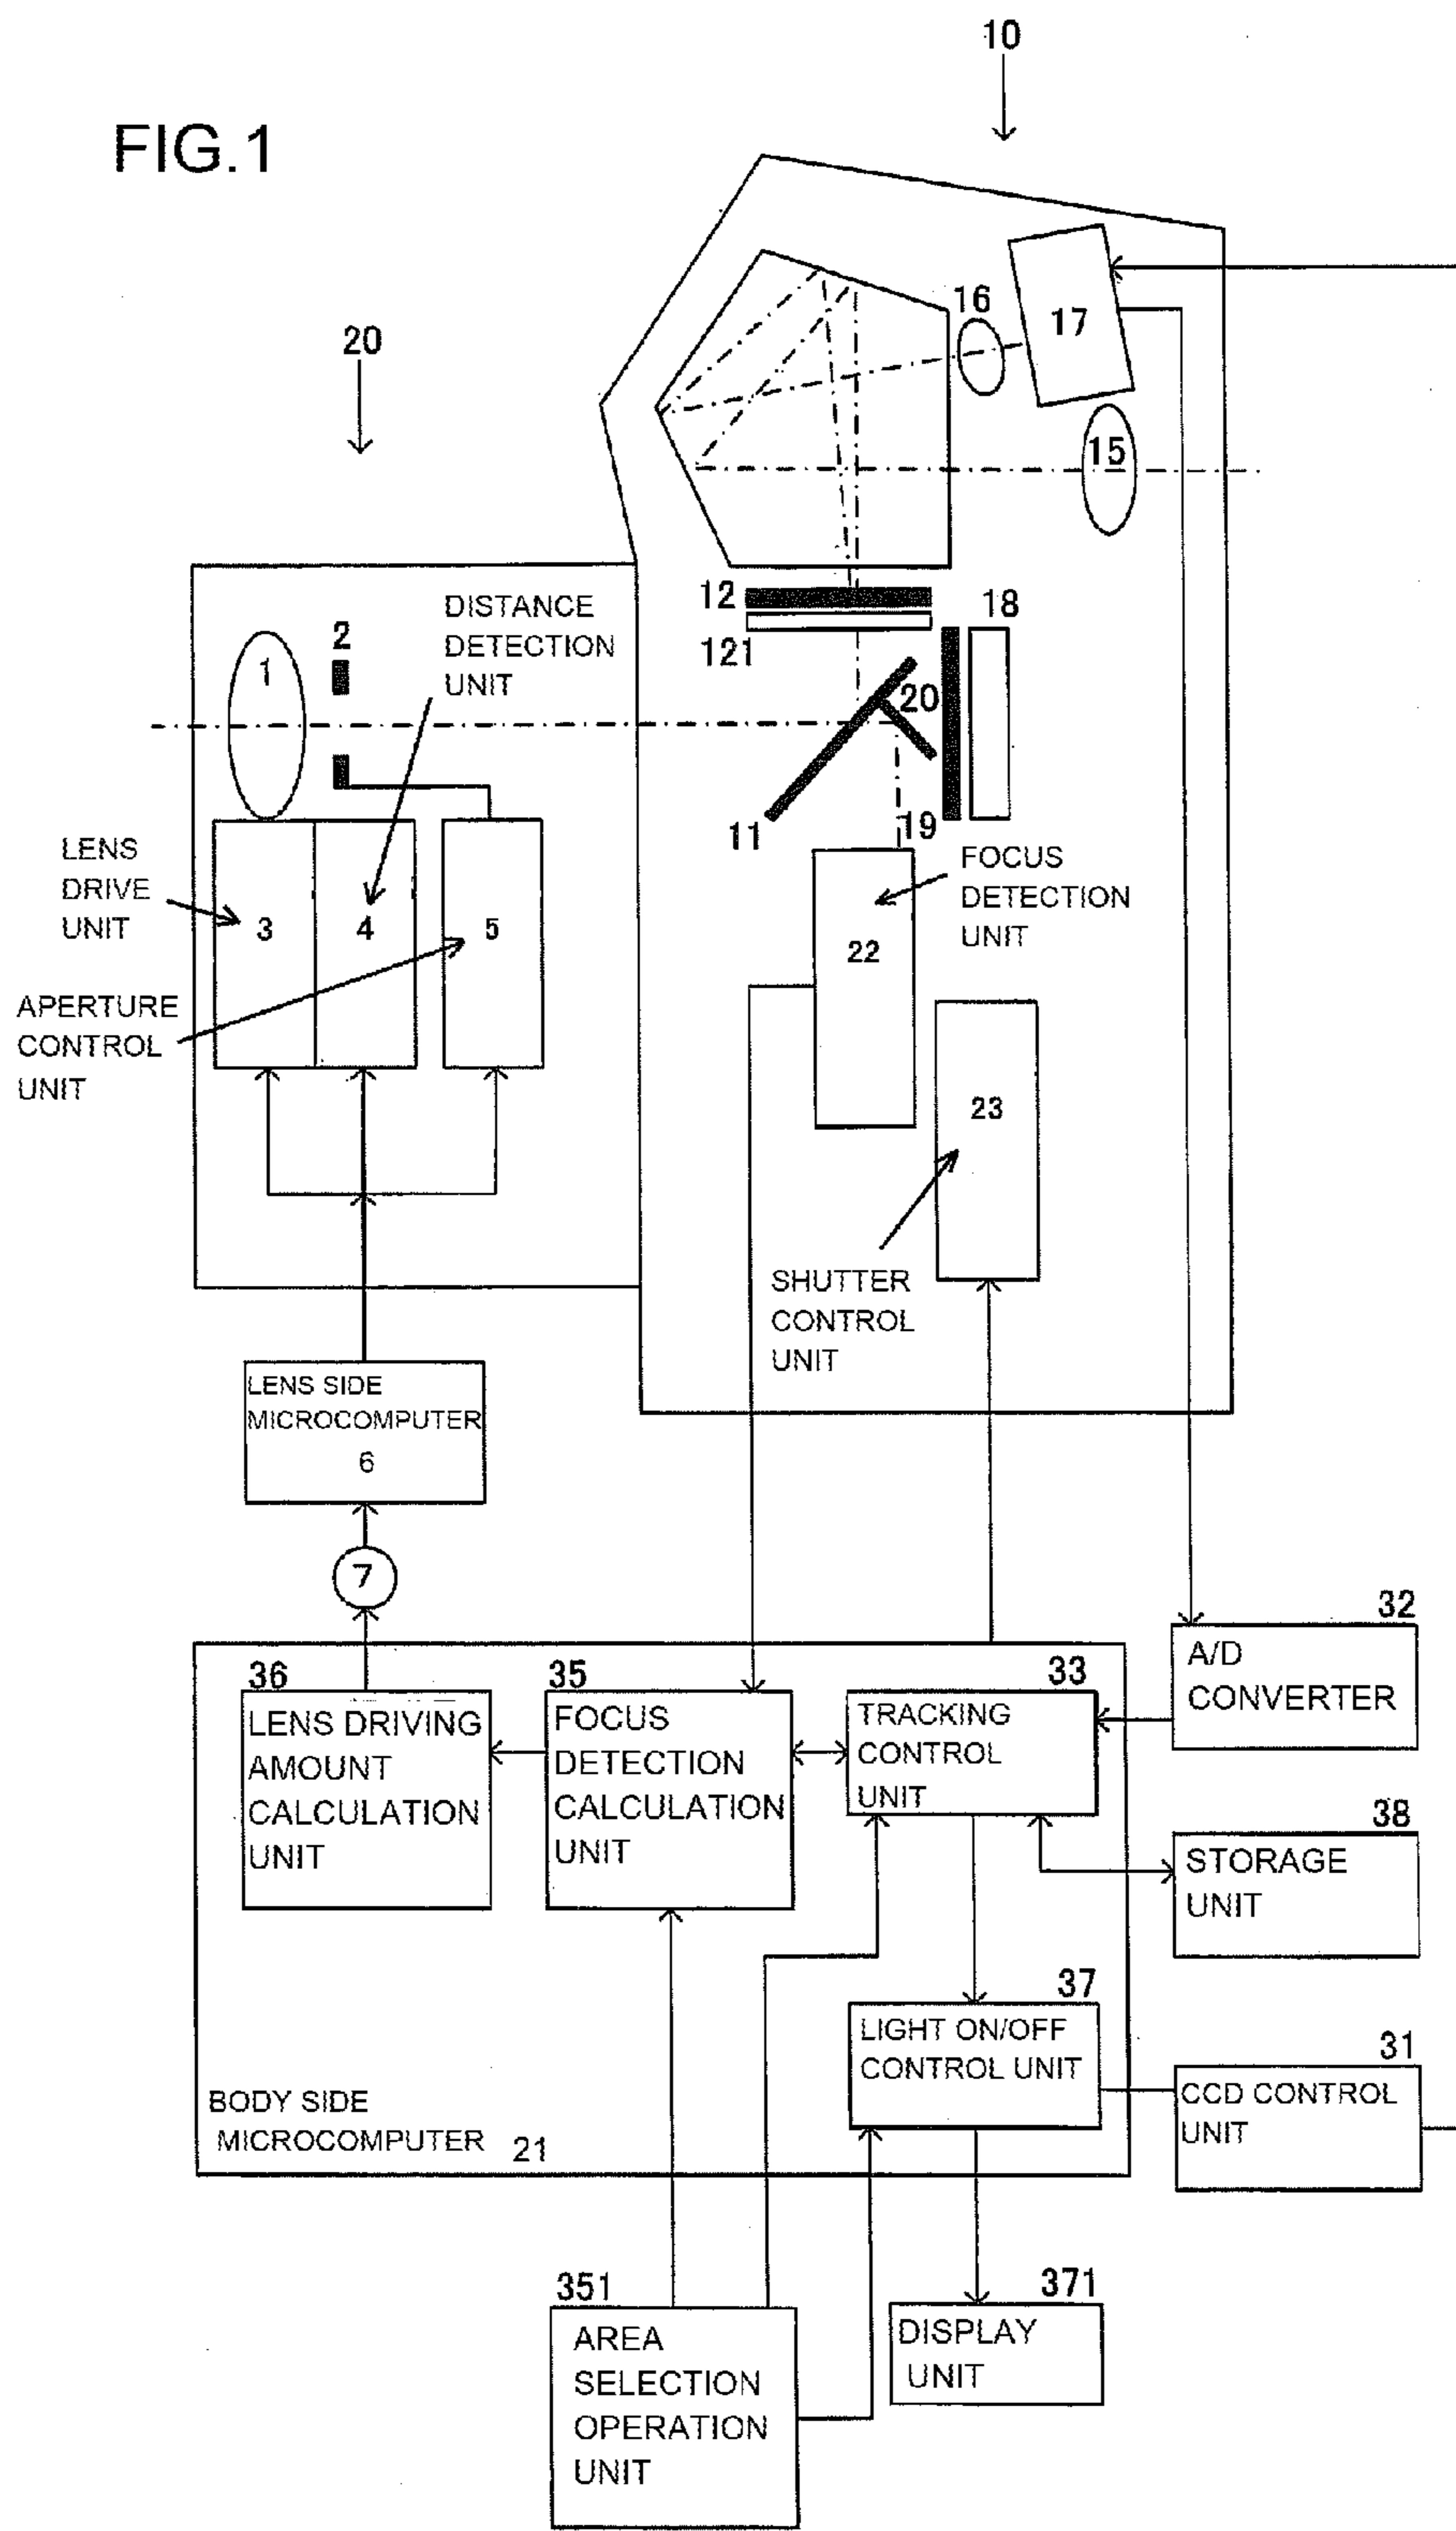 10
FIG.1
16
17
20
15
12
18
121
DISTANCE
DETECTION
UNIT
2
1
20
11
19
LENS
DRIVE
UNIT
3
4
5
FOCUS
DETECTION
UNIT
22
APERTURE
CONTROL
UNIT
23
SHUTTER
CONTROL
UNIT
LENS SIDE
MICROCOMPUTER
6
7
32
A/D
CONVERTER
36
LENS DRIVING
AMOUNT
CALCULATION
UNIT
35
FOCUS
DETECTION
CALCULATION
UNIT
33
TRACKING
CONTROL
UNIT
38
STORAGE
UNIT
37
LIGHT ON/OFF
CONTROL UNIT
31
CCD CONTROL
UNIT
BODY SIDE
MICROCOMPUTER 21
351
AREA
SELECTION
OPERATION
UNIT
371
DISPLAY
UNIT